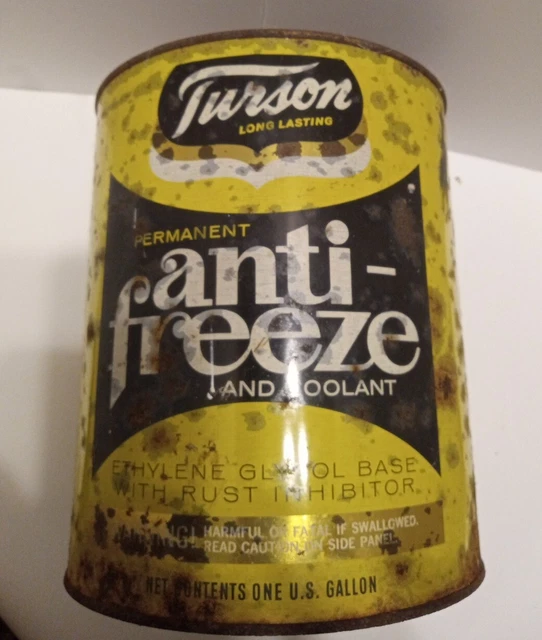 Turson
LONG LASTING
PERMANENT
anti-
freeze
AND COOLANT
ETHYLENE GLYCOL BASE
WITH RUST INHIBITOR
WARNING! HARMFUL OR FATAL IF SWALLOWED.
READ CAUTION ON SIDE PANEL.
NET CONTENTS ONE U.S. GALLON